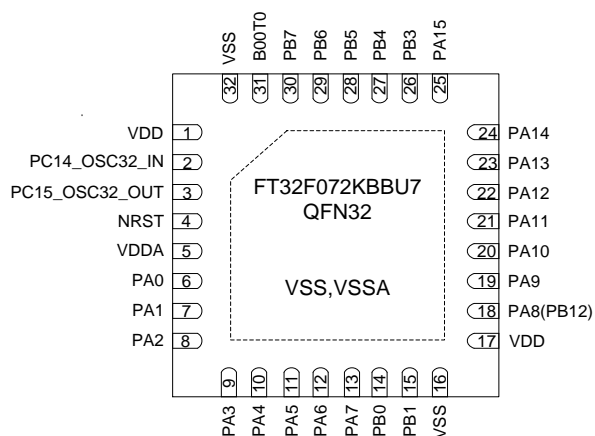 VSS
B00T0
PB7
PB6
PB5
PB4
PB3
PA15
32
31
30
29
28
27
26
25
VDD 1
PC14_OSC32_IN 2
PC15_OSC32_OUT 3
NRST 4
VDDA 5
PA0 6
PA1 7
PA2 8
FT32F072KBBU7
QFN32
VSS,VSSA
24 PA14
23 PA13
22 PA12
21 PA11
20 PA10
19 PA9
18 PA8(PB12)
17 VDD
9
10
11
12
13
14
15
16
PA3
PA4
PA5
PA6
PA7
PB0
PB1
VSS